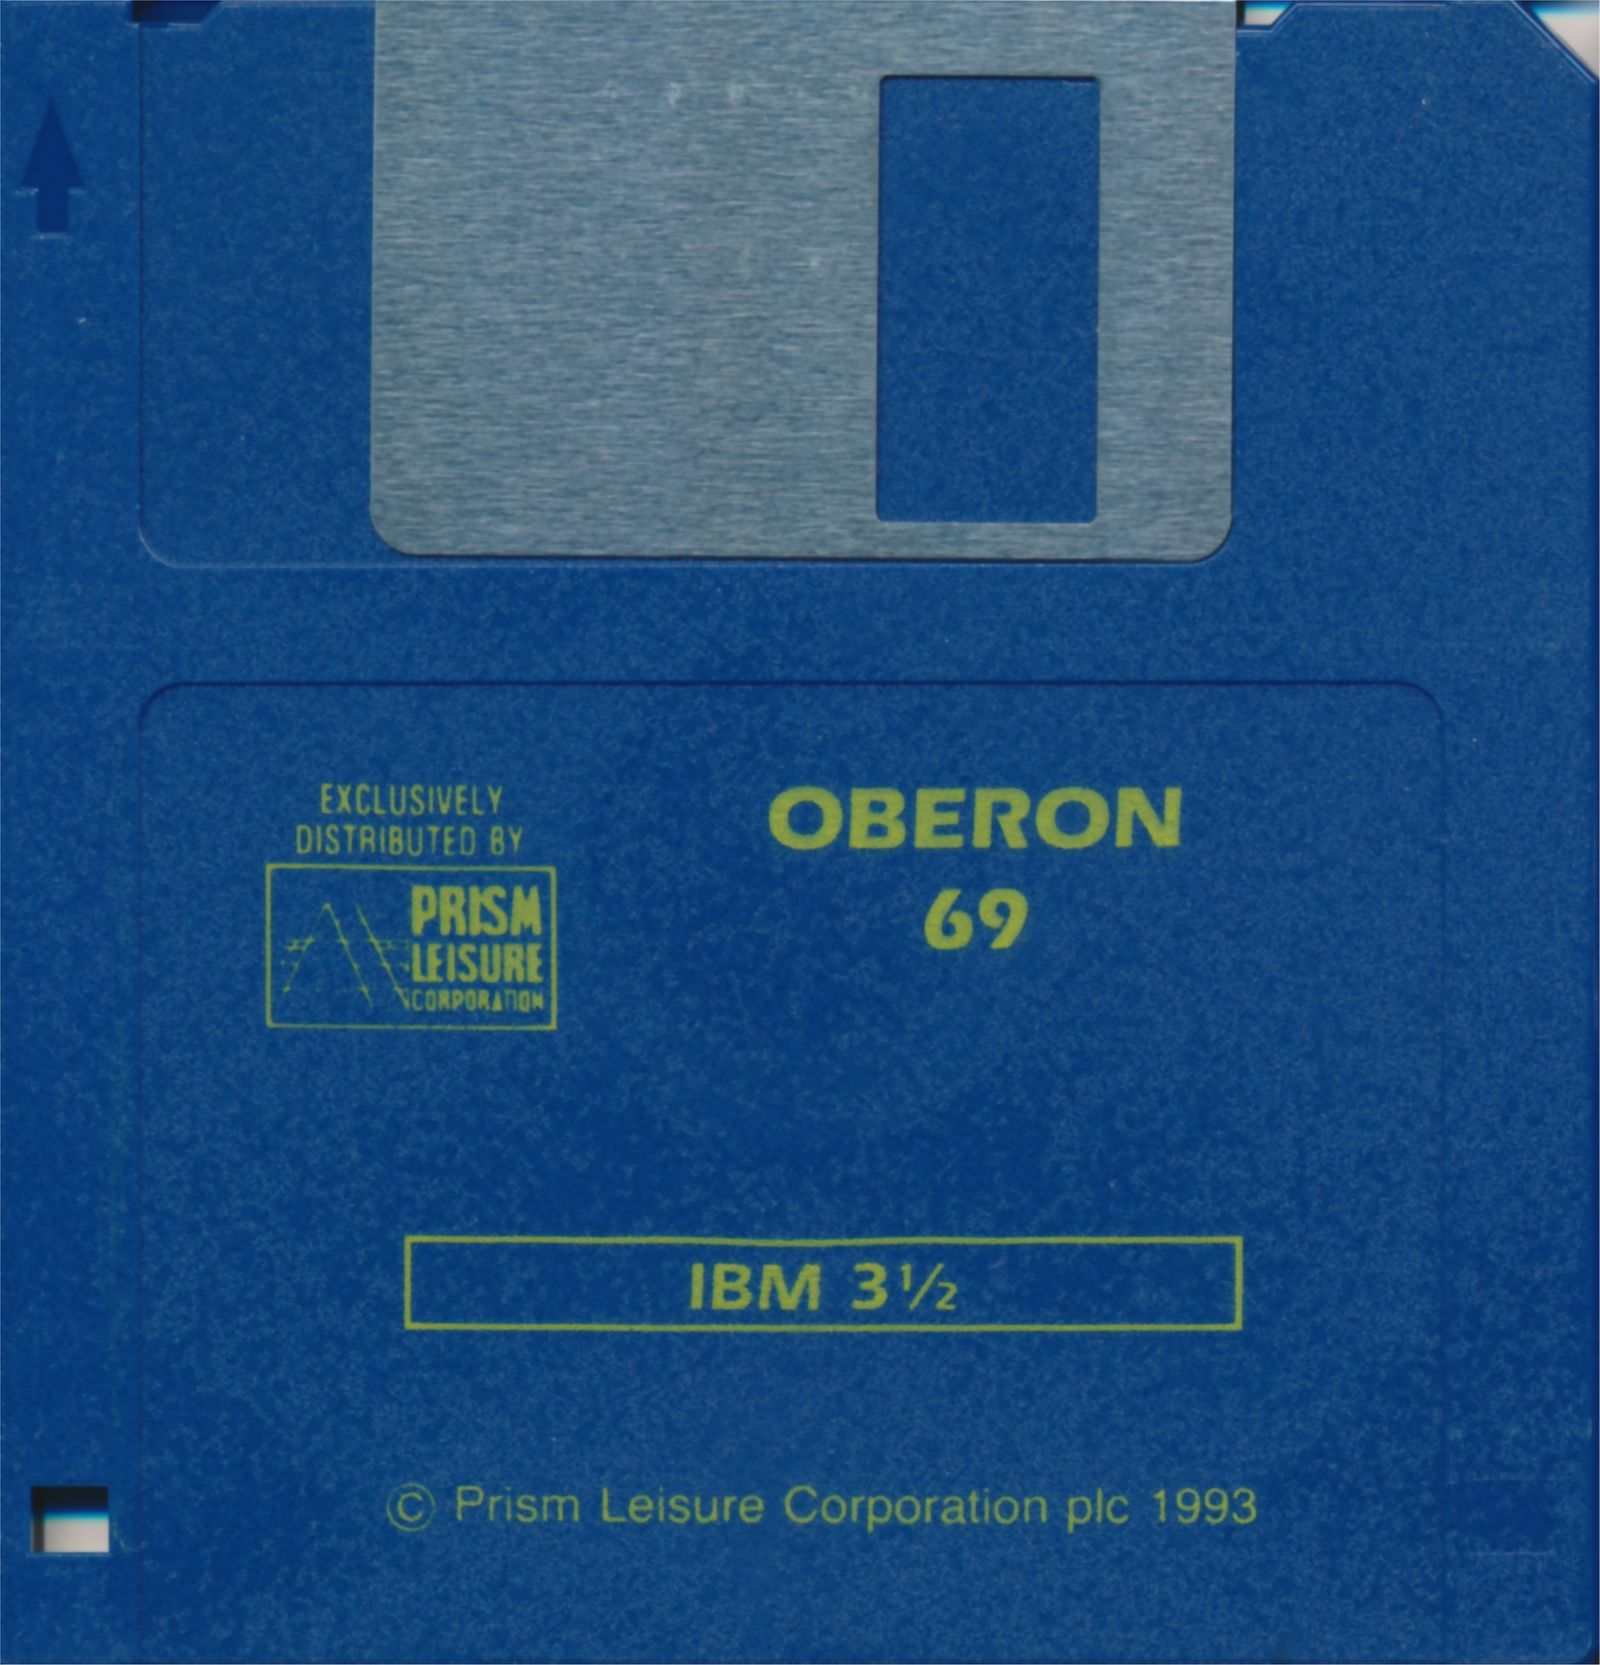 EXCLUSIVELY
DISTRIBUTED BY
PRISM
LEISURE
CORPORATION
OBERON
69
IBM 3½
© Prism Leisure Corporation plc 1993